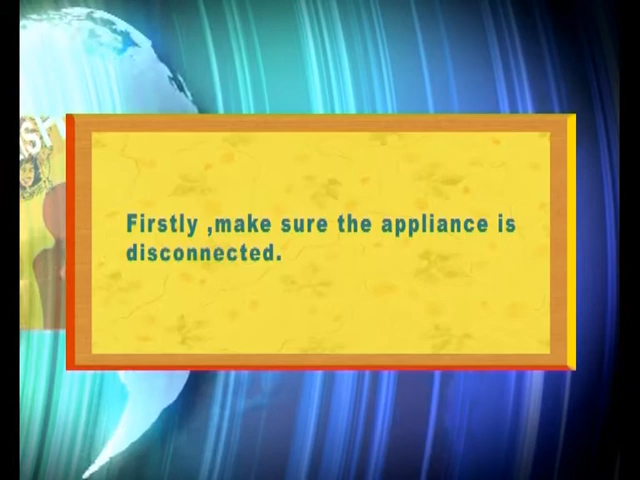 Firstly ,make sure the appliance is
disconnected.